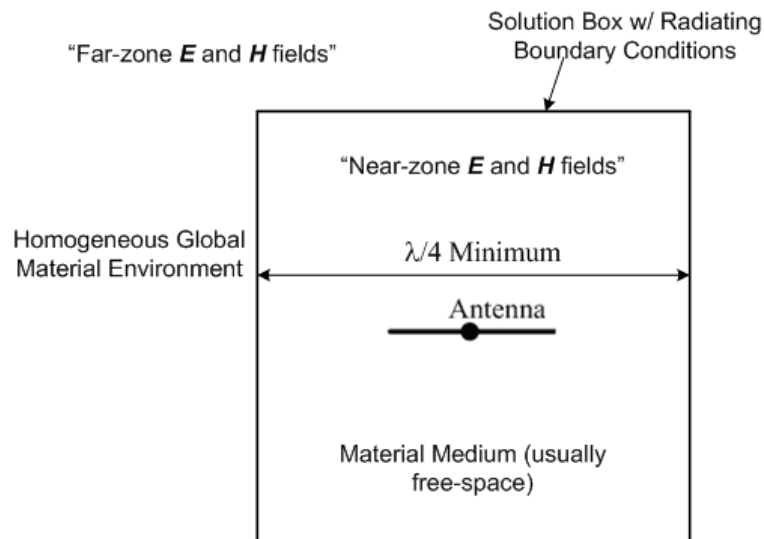 Solution Box w/ Radiating
Boundary Conditions
“Far-zone E and H fields”
“Near-zone E and H fields”
Homogeneous Global
Material Environment
λ/4 Minimum
Antenna
Material Medium (usually
free-space)